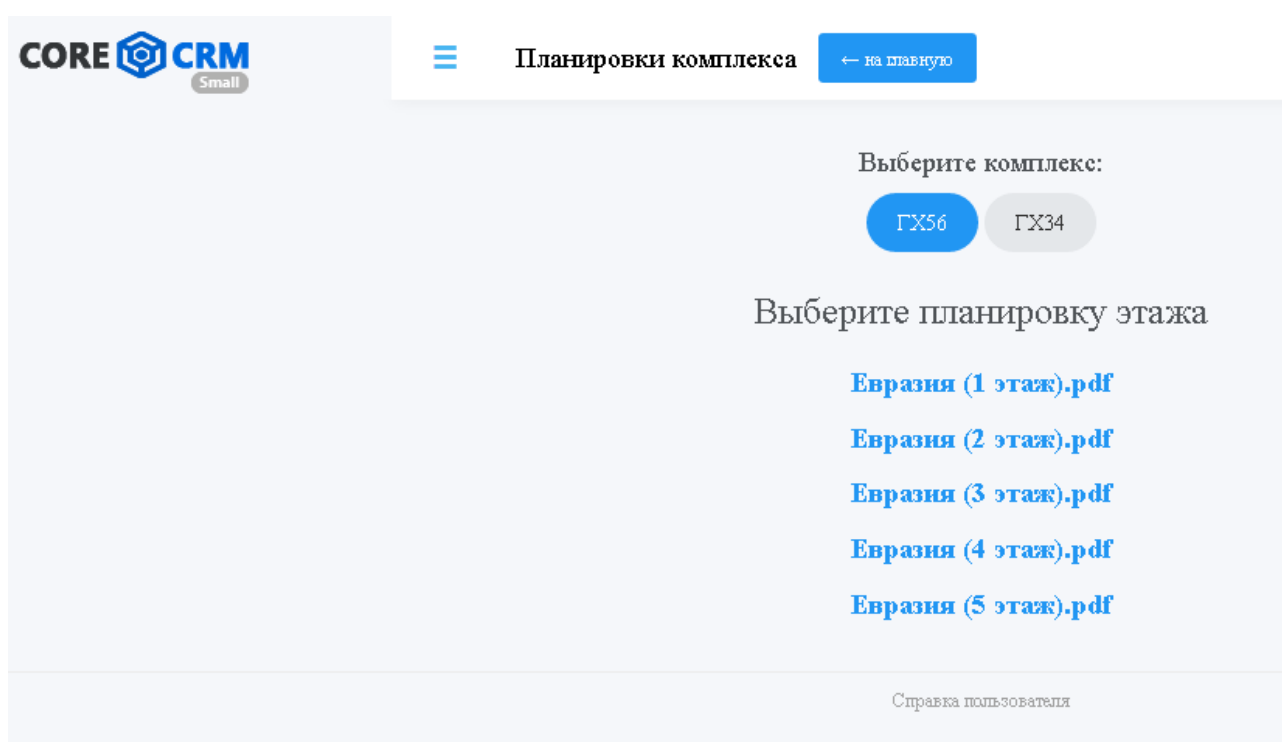 CORE CRM
Small
Планировки комплекса
← на главную
Выберите комплекс:
ГХ56 ГХ34
Выберите планировку этажа
Евразия (1 этаж).pdf
Евразия (2 этаж).pdf
Евразия (3 этаж).pdf
Евразия (4 этаж).pdf
Евразия (5 этаж).pdf
Справка пользователя